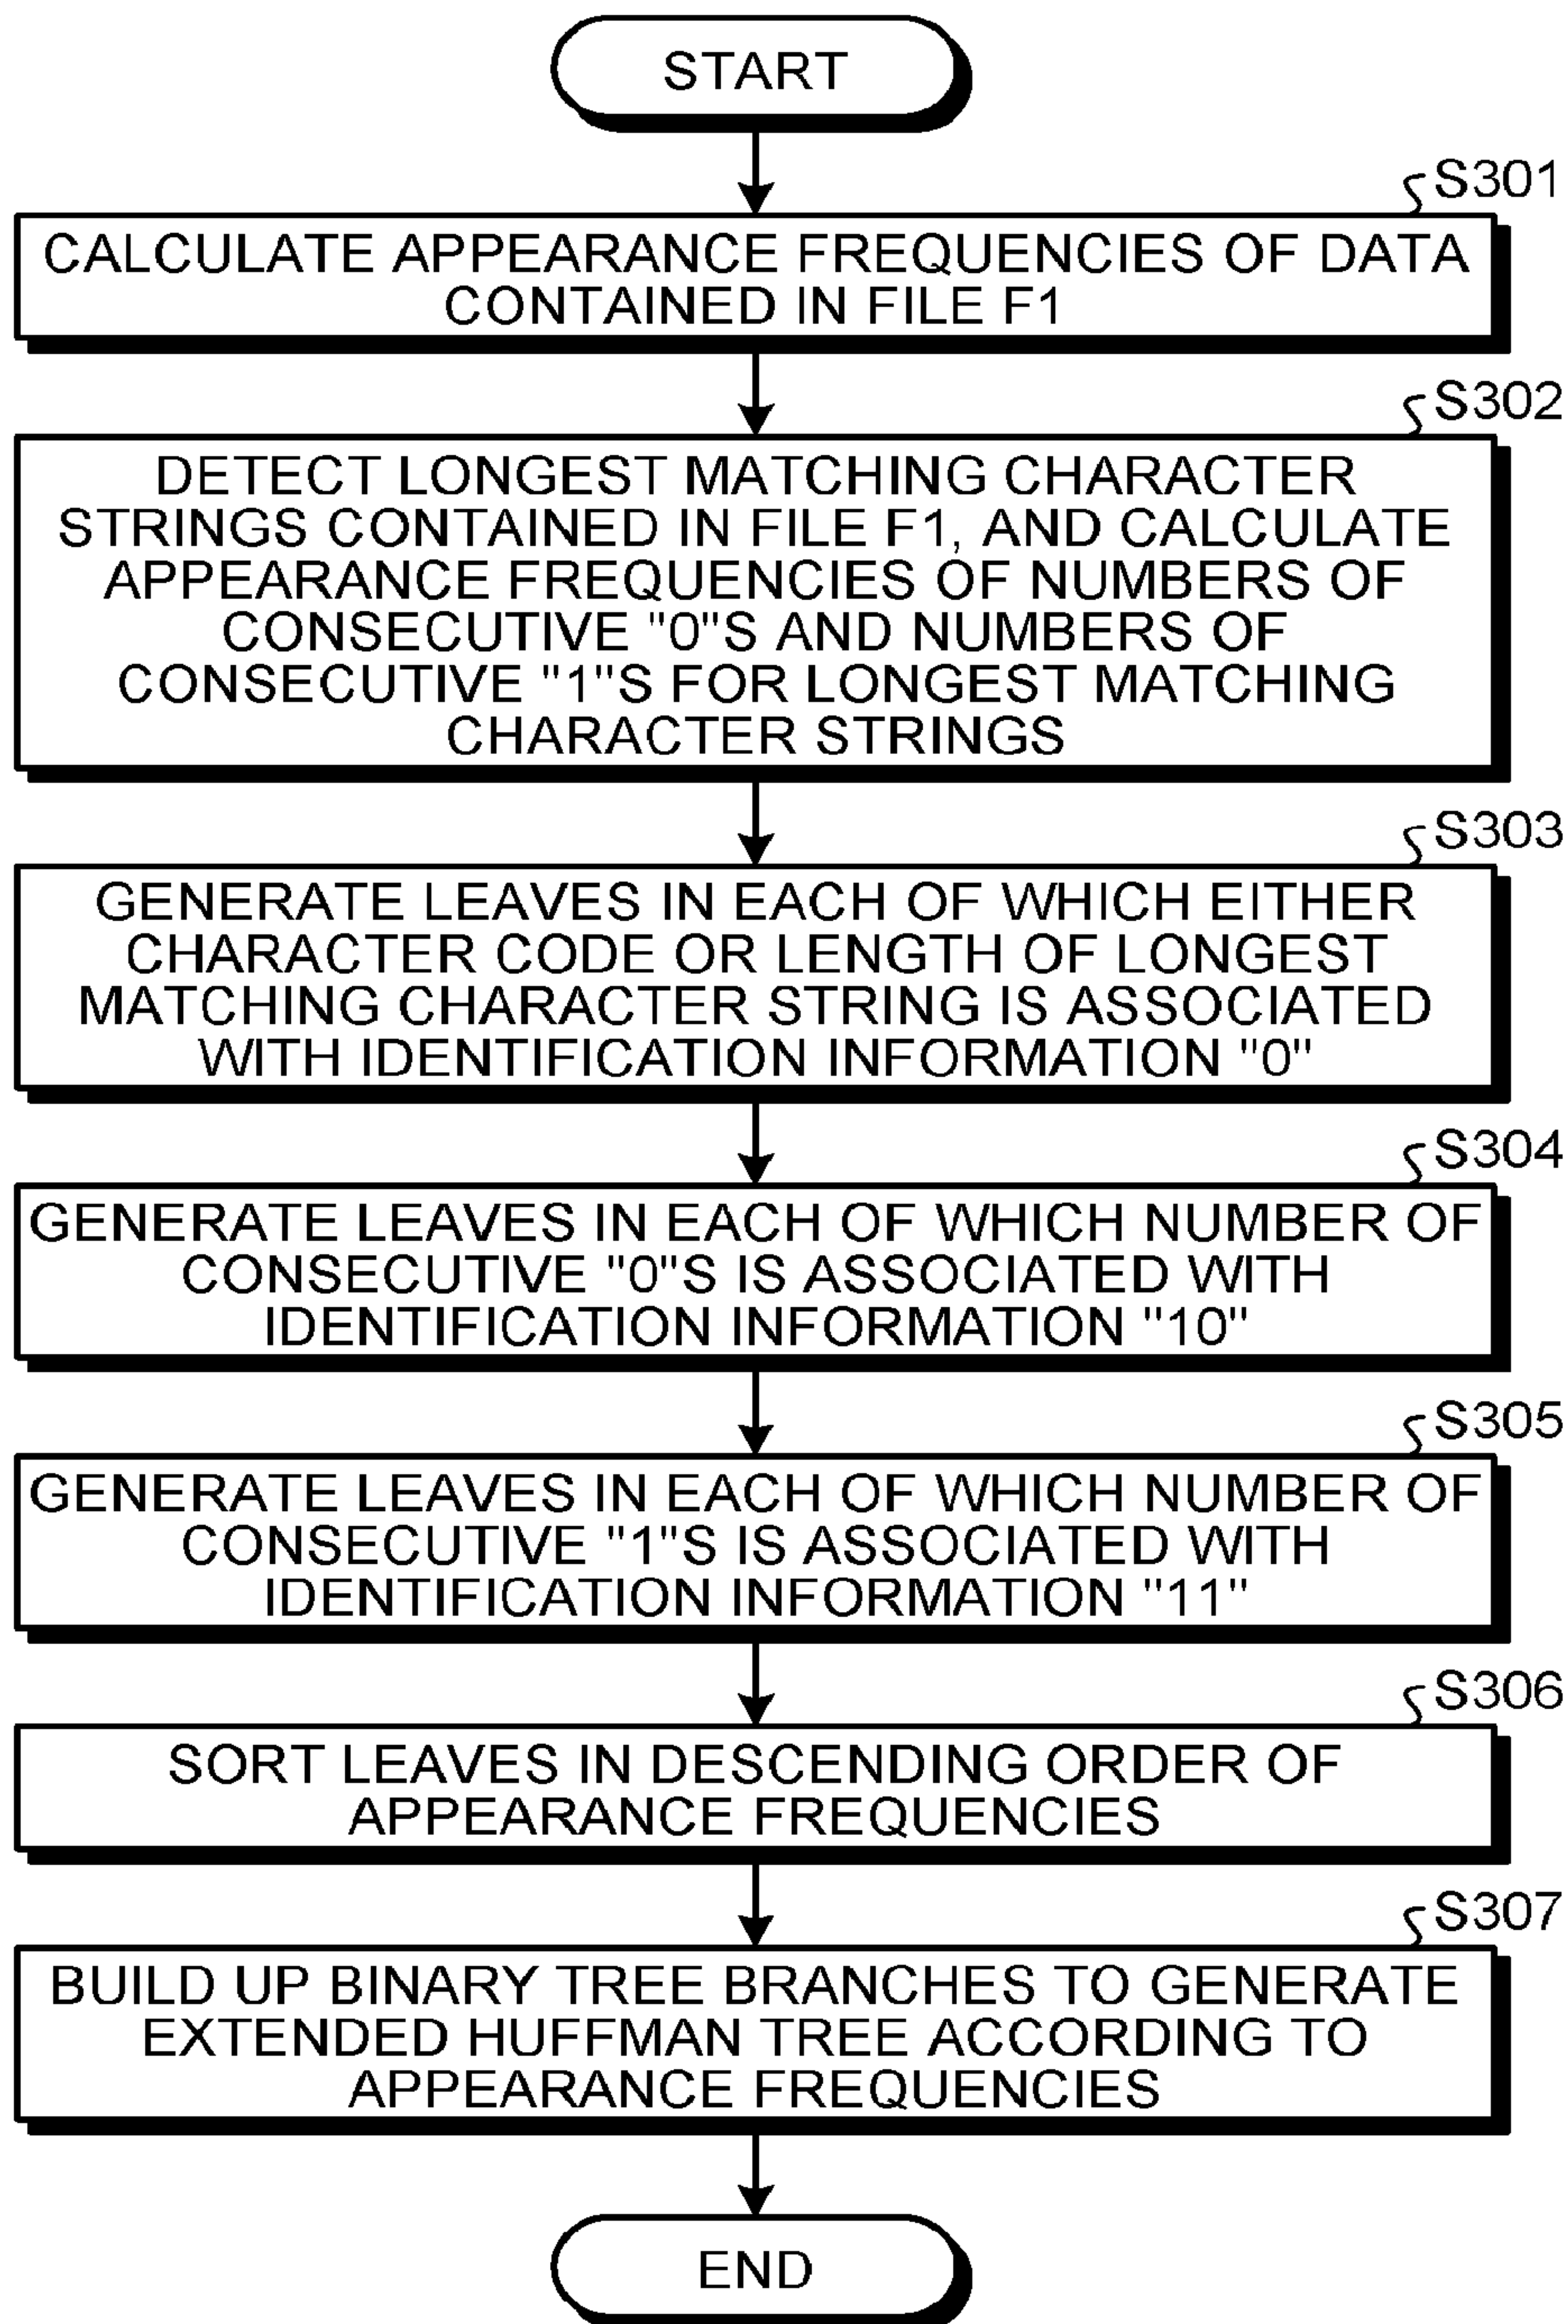 START
S301
CALCULATE APPEARANCE FREQUENCIES OF DATA
CONTAINED IN FILE F1
S302
DETECT LONGEST MATCHING CHARACTER
STRINGS CONTAINED IN FILE F1, AND CALCULATE
APPEARANCE FREQUENCIES OF NUMBERS OF
CONSECUTIVE "0"S AND NUMBERS OF
CONSECUTIVE "1"S FOR LONGEST MATCHING
CHARACTER STRINGS
S303
GENERATE LEAVES IN EACH OF WHICH EITHER
CHARACTER CODE OR LENGTH OF LONGEST
MATCHING CHARACTER STRING IS ASSOCIATED
WITH IDENTIFICATION INFORMATION "0"
S304
GENERATE LEAVES IN EACH OF WHICH NUMBER OF
CONSECUTIVE "0"S IS ASSOCIATED WITH
IDENTIFICATION INFORMATION "10"
S305
GENERATE LEAVES IN EACH OF WHICH NUMBER OF
CONSECUTIVE "1"S IS ASSOCIATED WITH
IDENTIFICATION INFORMATION "11"
S306
SORT LEAVES IN DESCENDING ORDER OF
APPEARANCE FREQUENCIES
S307
BUILD UP BINARY TREE BRANCHES TO GENERATE
EXTENDED HUFFMAN TREE ACCORDING TO
APPEARANCE FREQUENCIES
END